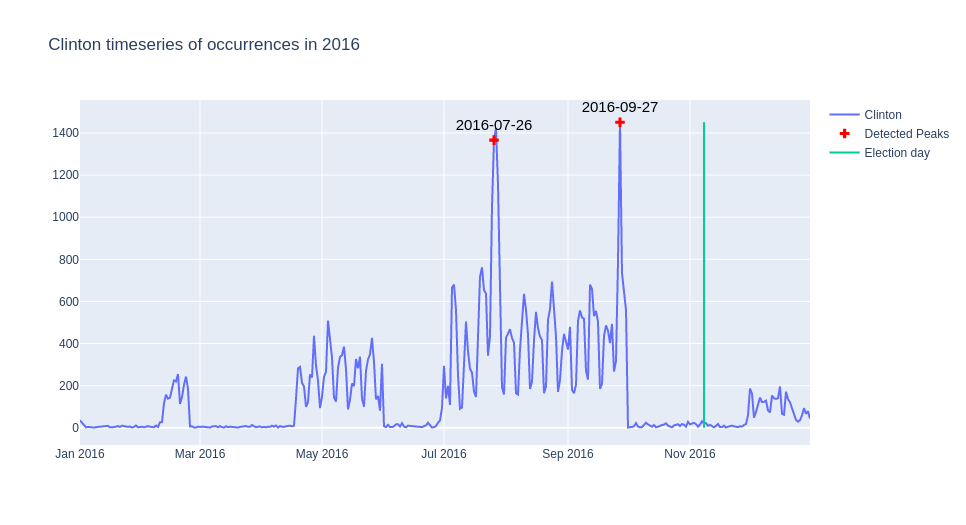 Clinton timeseries of occurrences in 2016
2016-07-26
2016-09-27
Clinton
Detected Peaks
Election day
1400
1200
1000
800
600
400
200
0
Jan 2016
Mar 2016
May 2016
Jul 2016
Sep 2016
Nov 2016